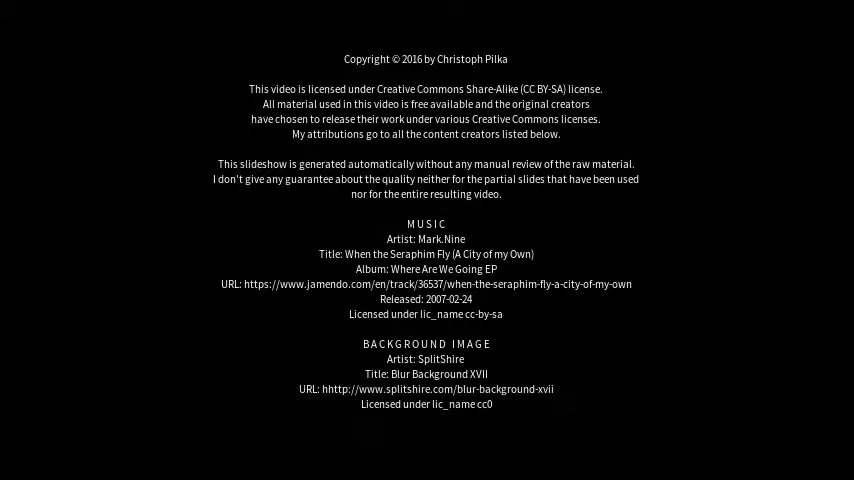 Copyright © 2016 by Christoph Pilka
This video is licensed under Creative Commons Share-Alike (CC BY-SA) license.
All material used in this video is free available and the original creators
have chosen to release their work under various Creative Commons licenses.
My attributions go to all the content creators listed below.
This slideshow is generated automatically without any manual review of the raw material.
I don't give any guarantee about the quality neither for the partial slides that have been used
nor for the entire resulting video.
MUSIC
Artist: Mark.Nine
Title: When the Seraphim Fly (A City of my Own)
Album: Where Are We Going EP
URL: https://www.jamendo.com/en/track/36537/when-the-seraphim-fly-a-city-of-my-own
Released: 2007-02-24
Licensed under lic_name cc-by-sa
BACKGROUND IMAGE
Artist: SplitShire
Title: Blur Background XVII
URL: hhttp://www.splitshire.com/blur-background-xvii
Licensed under lic_name cc0